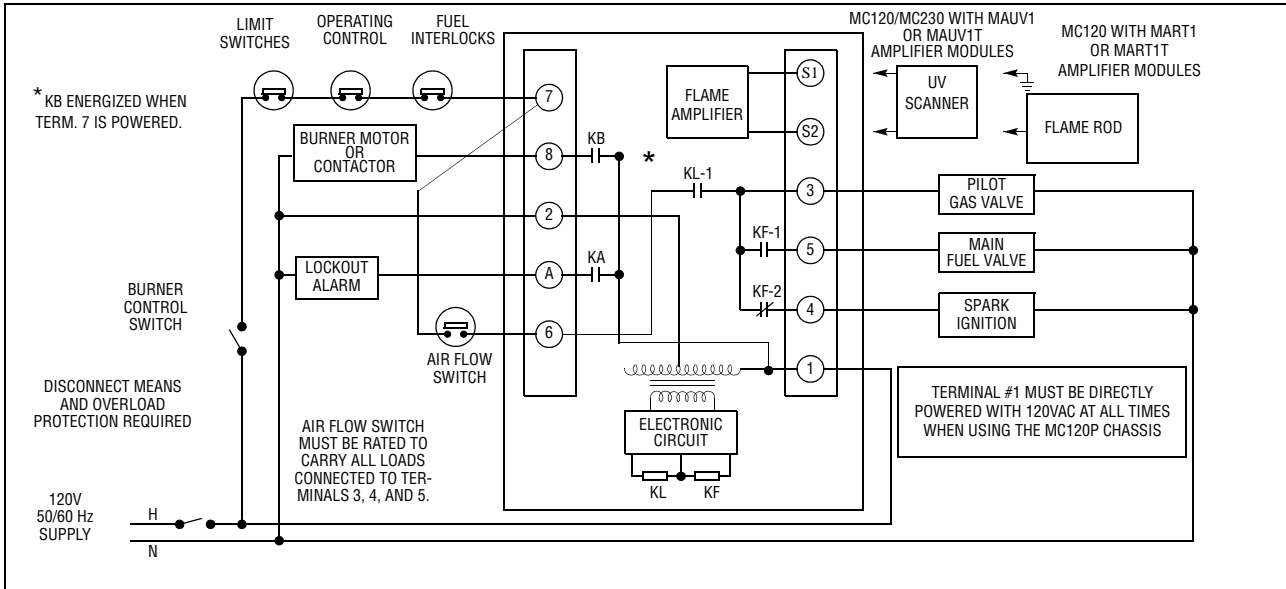 LIMIT
SWITCHES
OPERATING
CONTROL
FUEL
INTERLOCKS
MC120/MC230 WITH MAUV1
OR MAUV1T
AMPLIFIER MODULES
MC120 WITH MART1
OR MART1T
AMPLIFIER MODULES
* KB ENERGIZED WHEN
TERM. 7 IS POWERED.
7
FLAME
AMPLIFIER
S1
S2
UV
SCANNER
FLAME ROD
BURNER MOTOR
OR
CONTACTOR
8
KB
*
KL-1
3
PILOT
GAS VALVE
2
KF-1
5
MAIN
FUEL VALVE
LOCKOUT
ALARM
A
KA
KF-2
4
SPARK
IGNITION
BURNER
CONTROL
SWITCH
6
AIR FLOW
SWITCH
1
DISCONNECT MEANS
AND OVERLOAD
PROTECTION REQUIRED
AIR FLOW SWITCH
MUST BE RATED TO
CARRY ALL LOADS
CONNECTED TO TER-
MINALS 3, 4, AND 5.
ELECTRONIC
CIRCUIT
KL
KF
TERMINAL #1 MUST BE DIRECTLY
POWERED WITH 120VAC AT ALL TIMES
WHEN USING THE MC120P CHASSIS
120V
50/60 Hz
SUPPLY
H
N